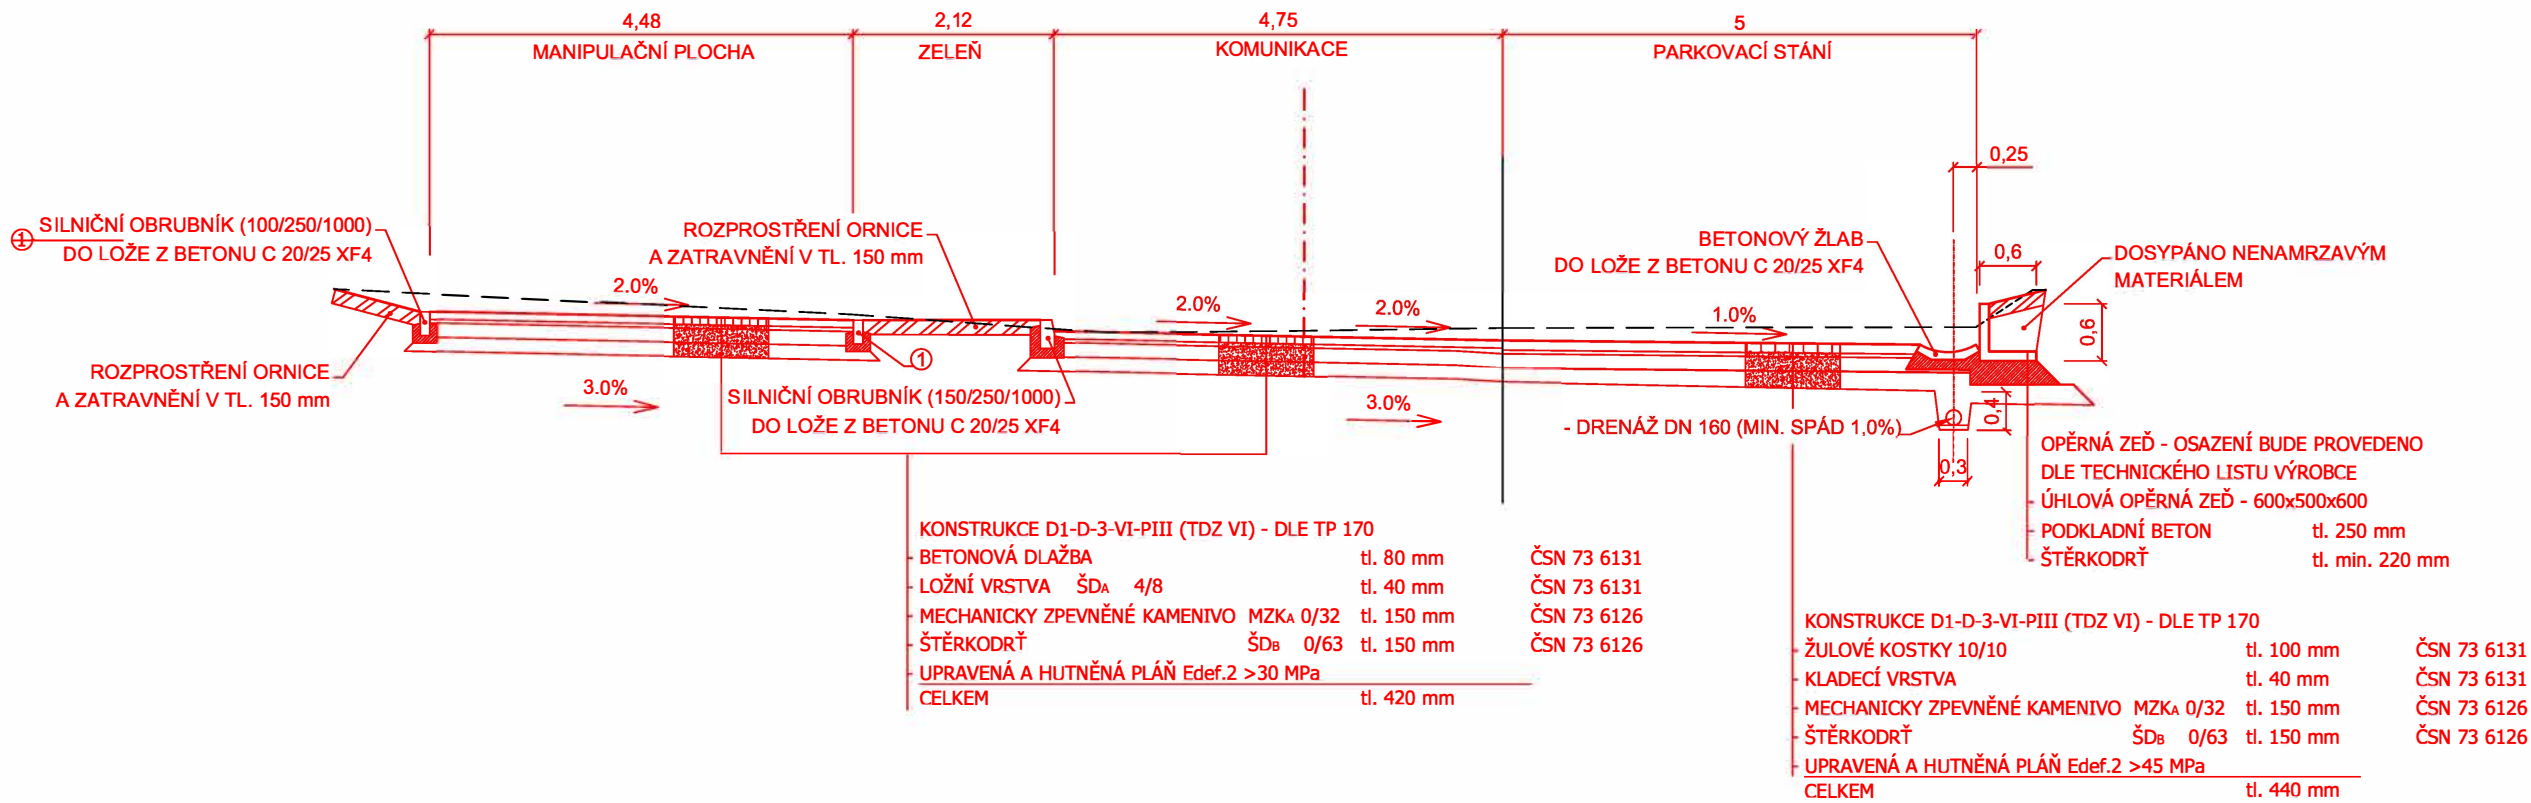 4,48
2,12
4,75
5
MANIPULAČNÍ PLOCHA
ZELEŇ
KOMUNIKACE
PARKOVACÍ STÁNÍ
0,25
① SILNIČNÍ OBRUBNÍK (100/250/1000)
DO LOŽE Z BETONU C 20/25 XF4
ROZPROSTŘENÍ ORNICE
A ZATRAVNĚNÍ V TL. 150 mm
BETONOVÝ ŽLAB
DO LOŽE Z BETONU C 20/25 XF4
0,6
DOSYPÁNO NENAMRZAVÝM
MATERIÁLEM
2.0%
2.0%
2.0%
1.0%
0,6
①
ROZPROSTŘENÍ ORNICE
A ZATRAVNĚNÍ V TL. 150 mm
3.0%
SILNIČNÍ OBRUBNÍK (150/250/1000)
DO LOŽE Z BETONU C 20/25 XF4
3.0%
- DRENÁŽ DN 160 (MIN. SPÁD 1,0%)
0,4
0,3
OPĚRNÁ ZEĎ - OSAZENÍ BUDE PROVEDENO
DLE TECHNICKÉHO LISTU VÝROBCE
ÚHLOVÁ OPĚRNÁ ZEĎ - 600x500x600
PODKLADNÍ BETON tl. 250 mm
ŠTĚRKODRŤ tl. min. 220 mm
KONSTRUKCE D1-D-3-VI-PIII (TDZ VI) - DLE TP 170
BETONOVÁ DLAŽBA tl. 80 mm ČSN 73 6131
LOŽNÍ VRSTVA ŠDA 4/8 tl. 40 mm ČSN 73 6131
MECHANICKY ZPEVNĚNÉ KAMENIVO MZKA 0/32 tl. 150 mm ČSN 73 6126
ŠTĚRKODRŤ ŠDB 0/63 tl. 150 mm ČSN 73 6126
UPRAVENÁ A HUTNĚNÁ PLÁŇ Edef.2 >30 MPa
CELKEM tl. 420 mm
KONSTRUKCE D1-D-3-VI-PIII (TDZ VI) - DLE TP 170
ŽULOVÉ KOSTKY 10/10 tl. 100 mm ČSN 73 6131
KLADECÍ VRSTVA tl. 40 mm ČSN 73 6131
MECHANICKY ZPEVNĚNÉ KAMENIVO MZKA 0/32 tl. 150 mm ČSN 73 6126
ŠTĚRKODRŤ ŠDB 0/63 tl. 150 mm ČSN 73 6126
UPRAVENÁ A HUTNĚNÁ PLÁŇ Edef.2 >45 MPa
CELKEM tl. 440 mm